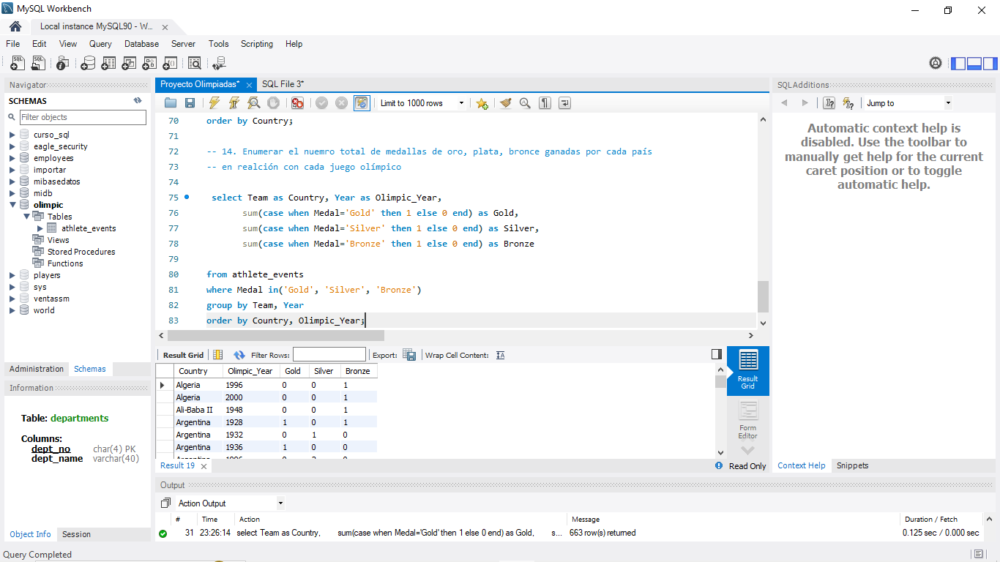 MySQL Workbench
Local instance MySQL90 - W...
File Edit View Query Database Server Tools Scripting Help
Navigator
SCHEMAS
Filter objects
curso_sql
eagle_security
employees
importar
mibasedatos
midb
olimpic
Tables
athlete_events
Views
Stored Procedures
Functions
players
sys
ventassm
world
Administration Schemas
Information
Table: departments
Columns:
dept_no char(4) PK
dept_name varchar(40)
Object Info Session
Proyecto Olimpiadas* SQL File 3*
Limit to 1000 rows
70 order by Country;
71
72 -- 14. Enumerar el nuemro total de medallas de oro, plata, bronce ganadas por cada país
73 -- en realción con cada juego olímpico
74
75 select Team as Country, Year as Olimpic_Year,
76 sum(case when Medal='Gold' then 1 else 0 end) as Gold,
77 sum(case when Medal='Silver' then 1 else 0 end) as Silver,
78 sum(case when Medal='Bronze' then 1 else 0 end) as Bronze
79
80 from athlete_events
81 where Medal in('Gold', 'Silver', 'Bronze')
82 group by Team, Year
83 order by Country, Olimpic_Year;
Result Grid Filter Rows: Export: Wrap Cell Content:
Country Olimpic_Year Gold Silver Bronze
Algeria 1996 0 0 1
Algeria 2000 0 0 1
Ali-Baba II 1948 0 0 1
Argentina 1928 1 0 1
Argentina 1932 0 1 0
Argentina 1936 1 0 0
Result Grid
Form Editor
Result 19
Read Only
SQLAdditions
Jump to
Automatic context help is
disabled. Use the toolbar to
manually get help for the current
caret position or to toggle
automatic help.
Context Help Snippets
Output
Action Output
# Time Action Message Duration / Fetch
31 23:26:14 select Team as Country, sum(case when Medal='Gold' then 1 else 0 end) as Gold, s... 663 row(s) returned 0.125 sec / 0.000 sec
Query Completed